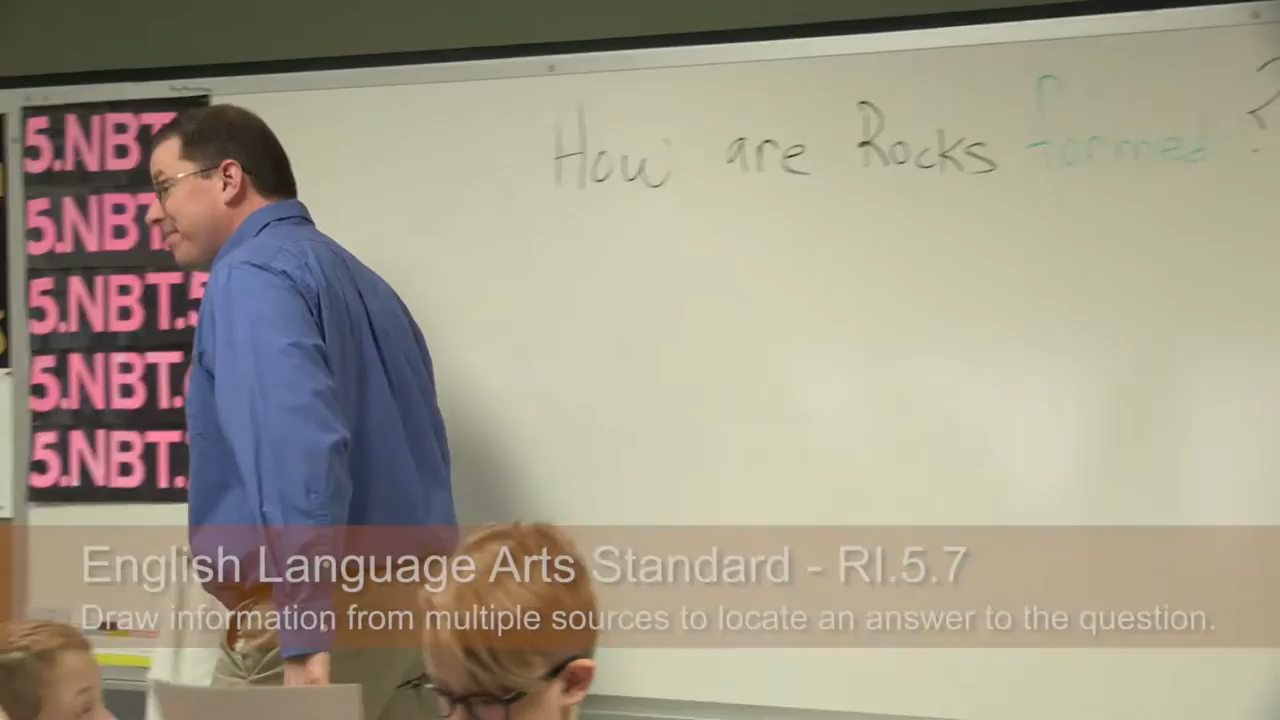 How are Rocks formed ?
5.NBT
5.NBT
5.NBT.5
5.NBT.
5.NBT.
English Language Arts Standard - RI.5.7
Draw information from multiple sources to locate an answer to the question.